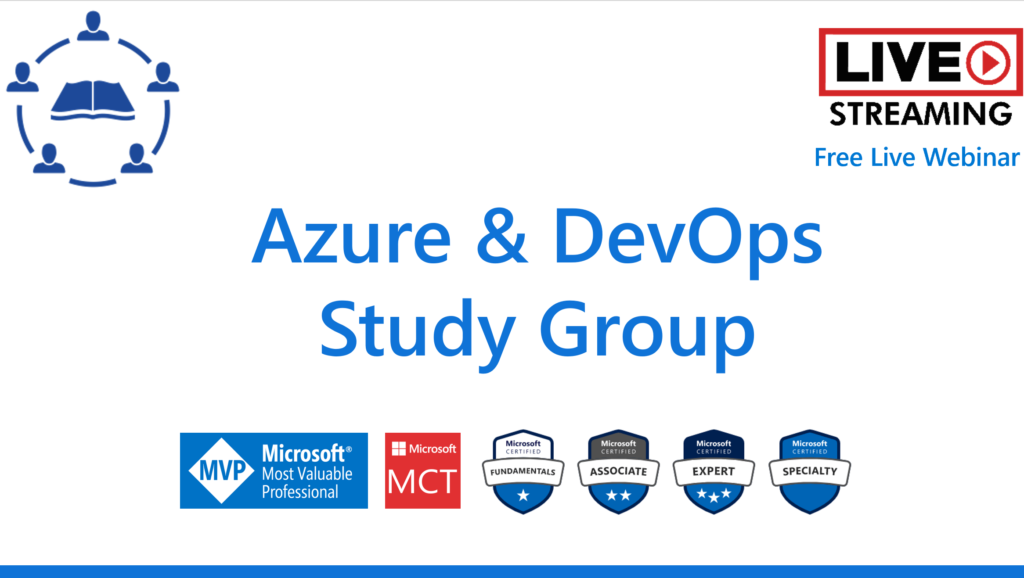 LIVE
STREAMING
Free Live Webinar
Azure & DevOps
Study Group
MVP
Microsoft®
Most Valuable
Professional
Microsoft
MCT
Microsoft
CERTIFIED
FUNDAMENTALS
Microsoft
CERTIFIED
ASSOCIATE
Microsoft
CERTIFIED
EXPERT
Microsoft
CERTIFIED
SPECIALTY